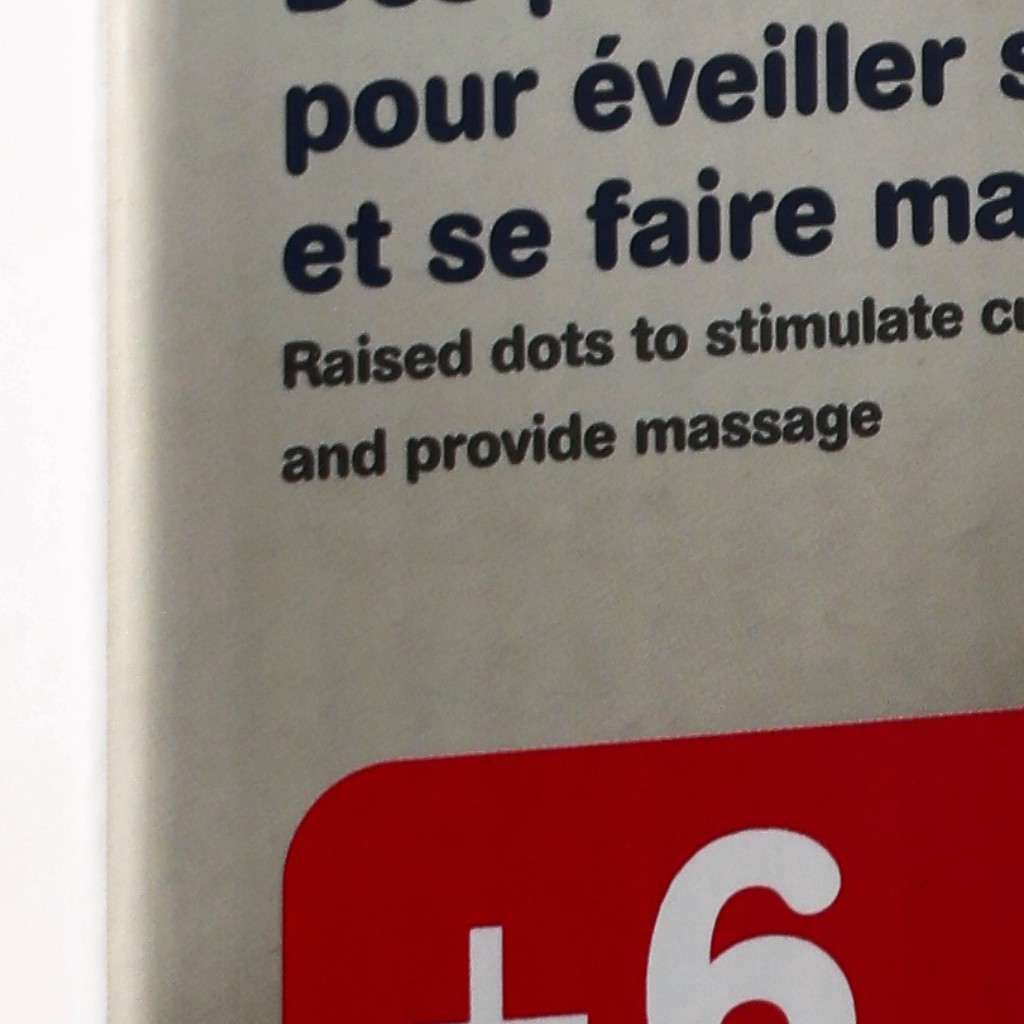 pour éveiller
et se faire
Raised dots to stimulate
and provide massage
+6